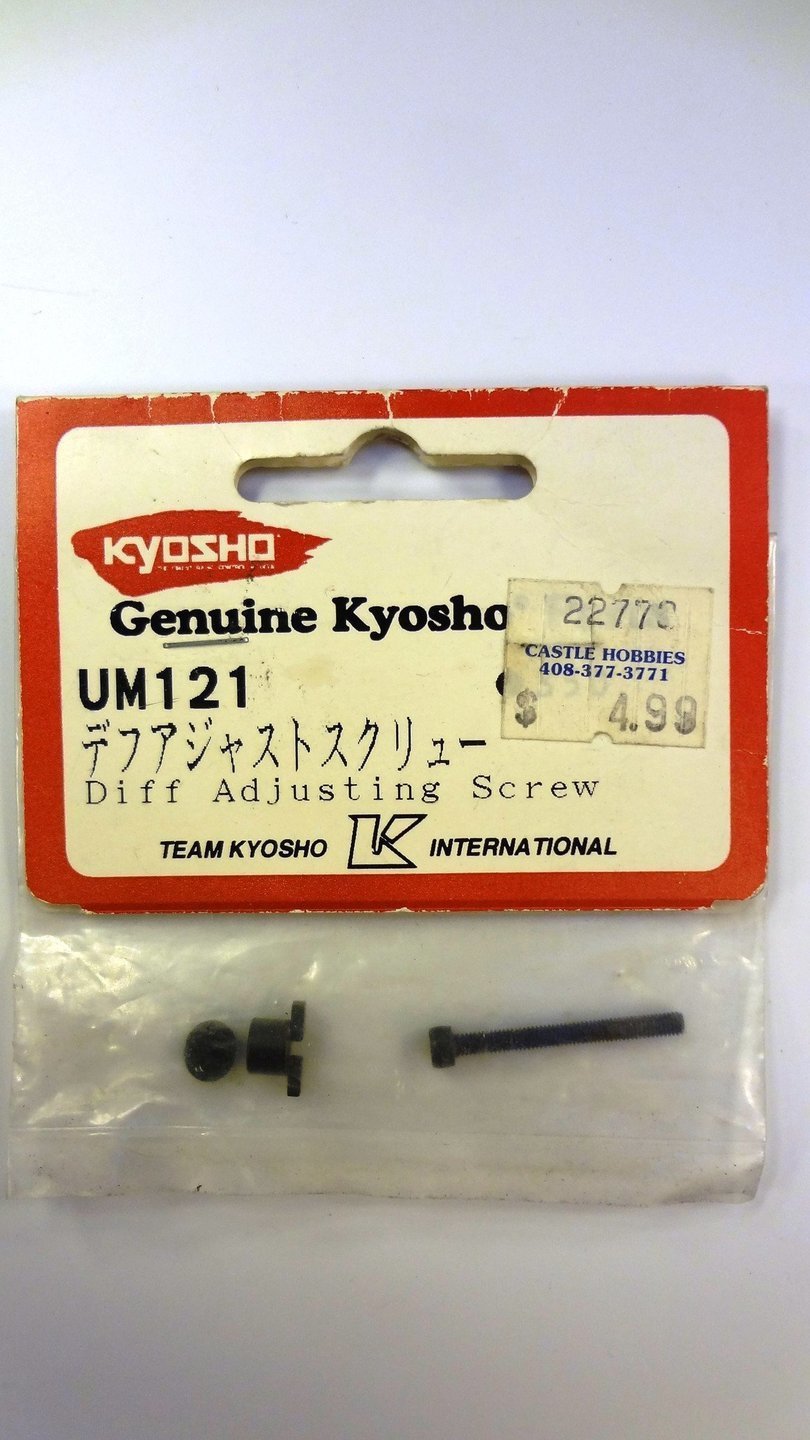 KYOSHO
Genuine Kyosho
UM121
デフアジャストスクリュー
Diff Adjusting Screw
TEAM KYOSHO INTERNATIONAL
CASTLE HOBBIES
408-377-3771
$ 4.99